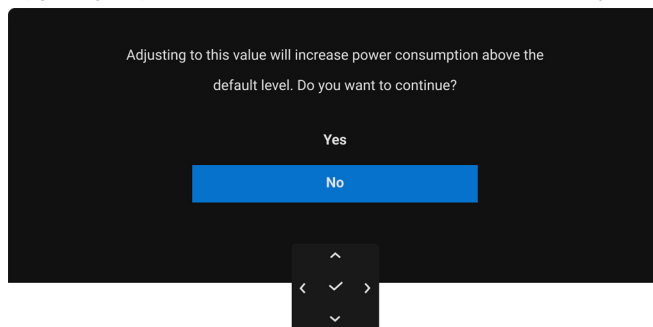 Adjusting to this value will increase power consumption above the
default level. Do you want to continue?
Yes
No